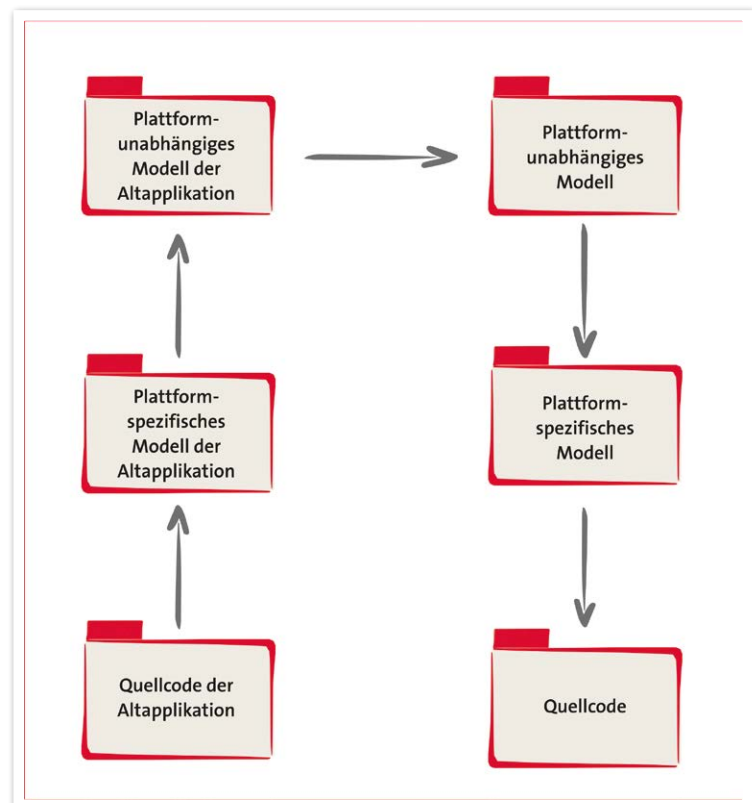 Plattform-
unabhängiges
Modell der
Altapplikation
Plattform-
unabhängiges
Modell
Plattform-
spezifisches
Modell der
Altapplikation
Plattform-
spezifisches
Modell
Quellcode der
Altapplikation
Quellcode